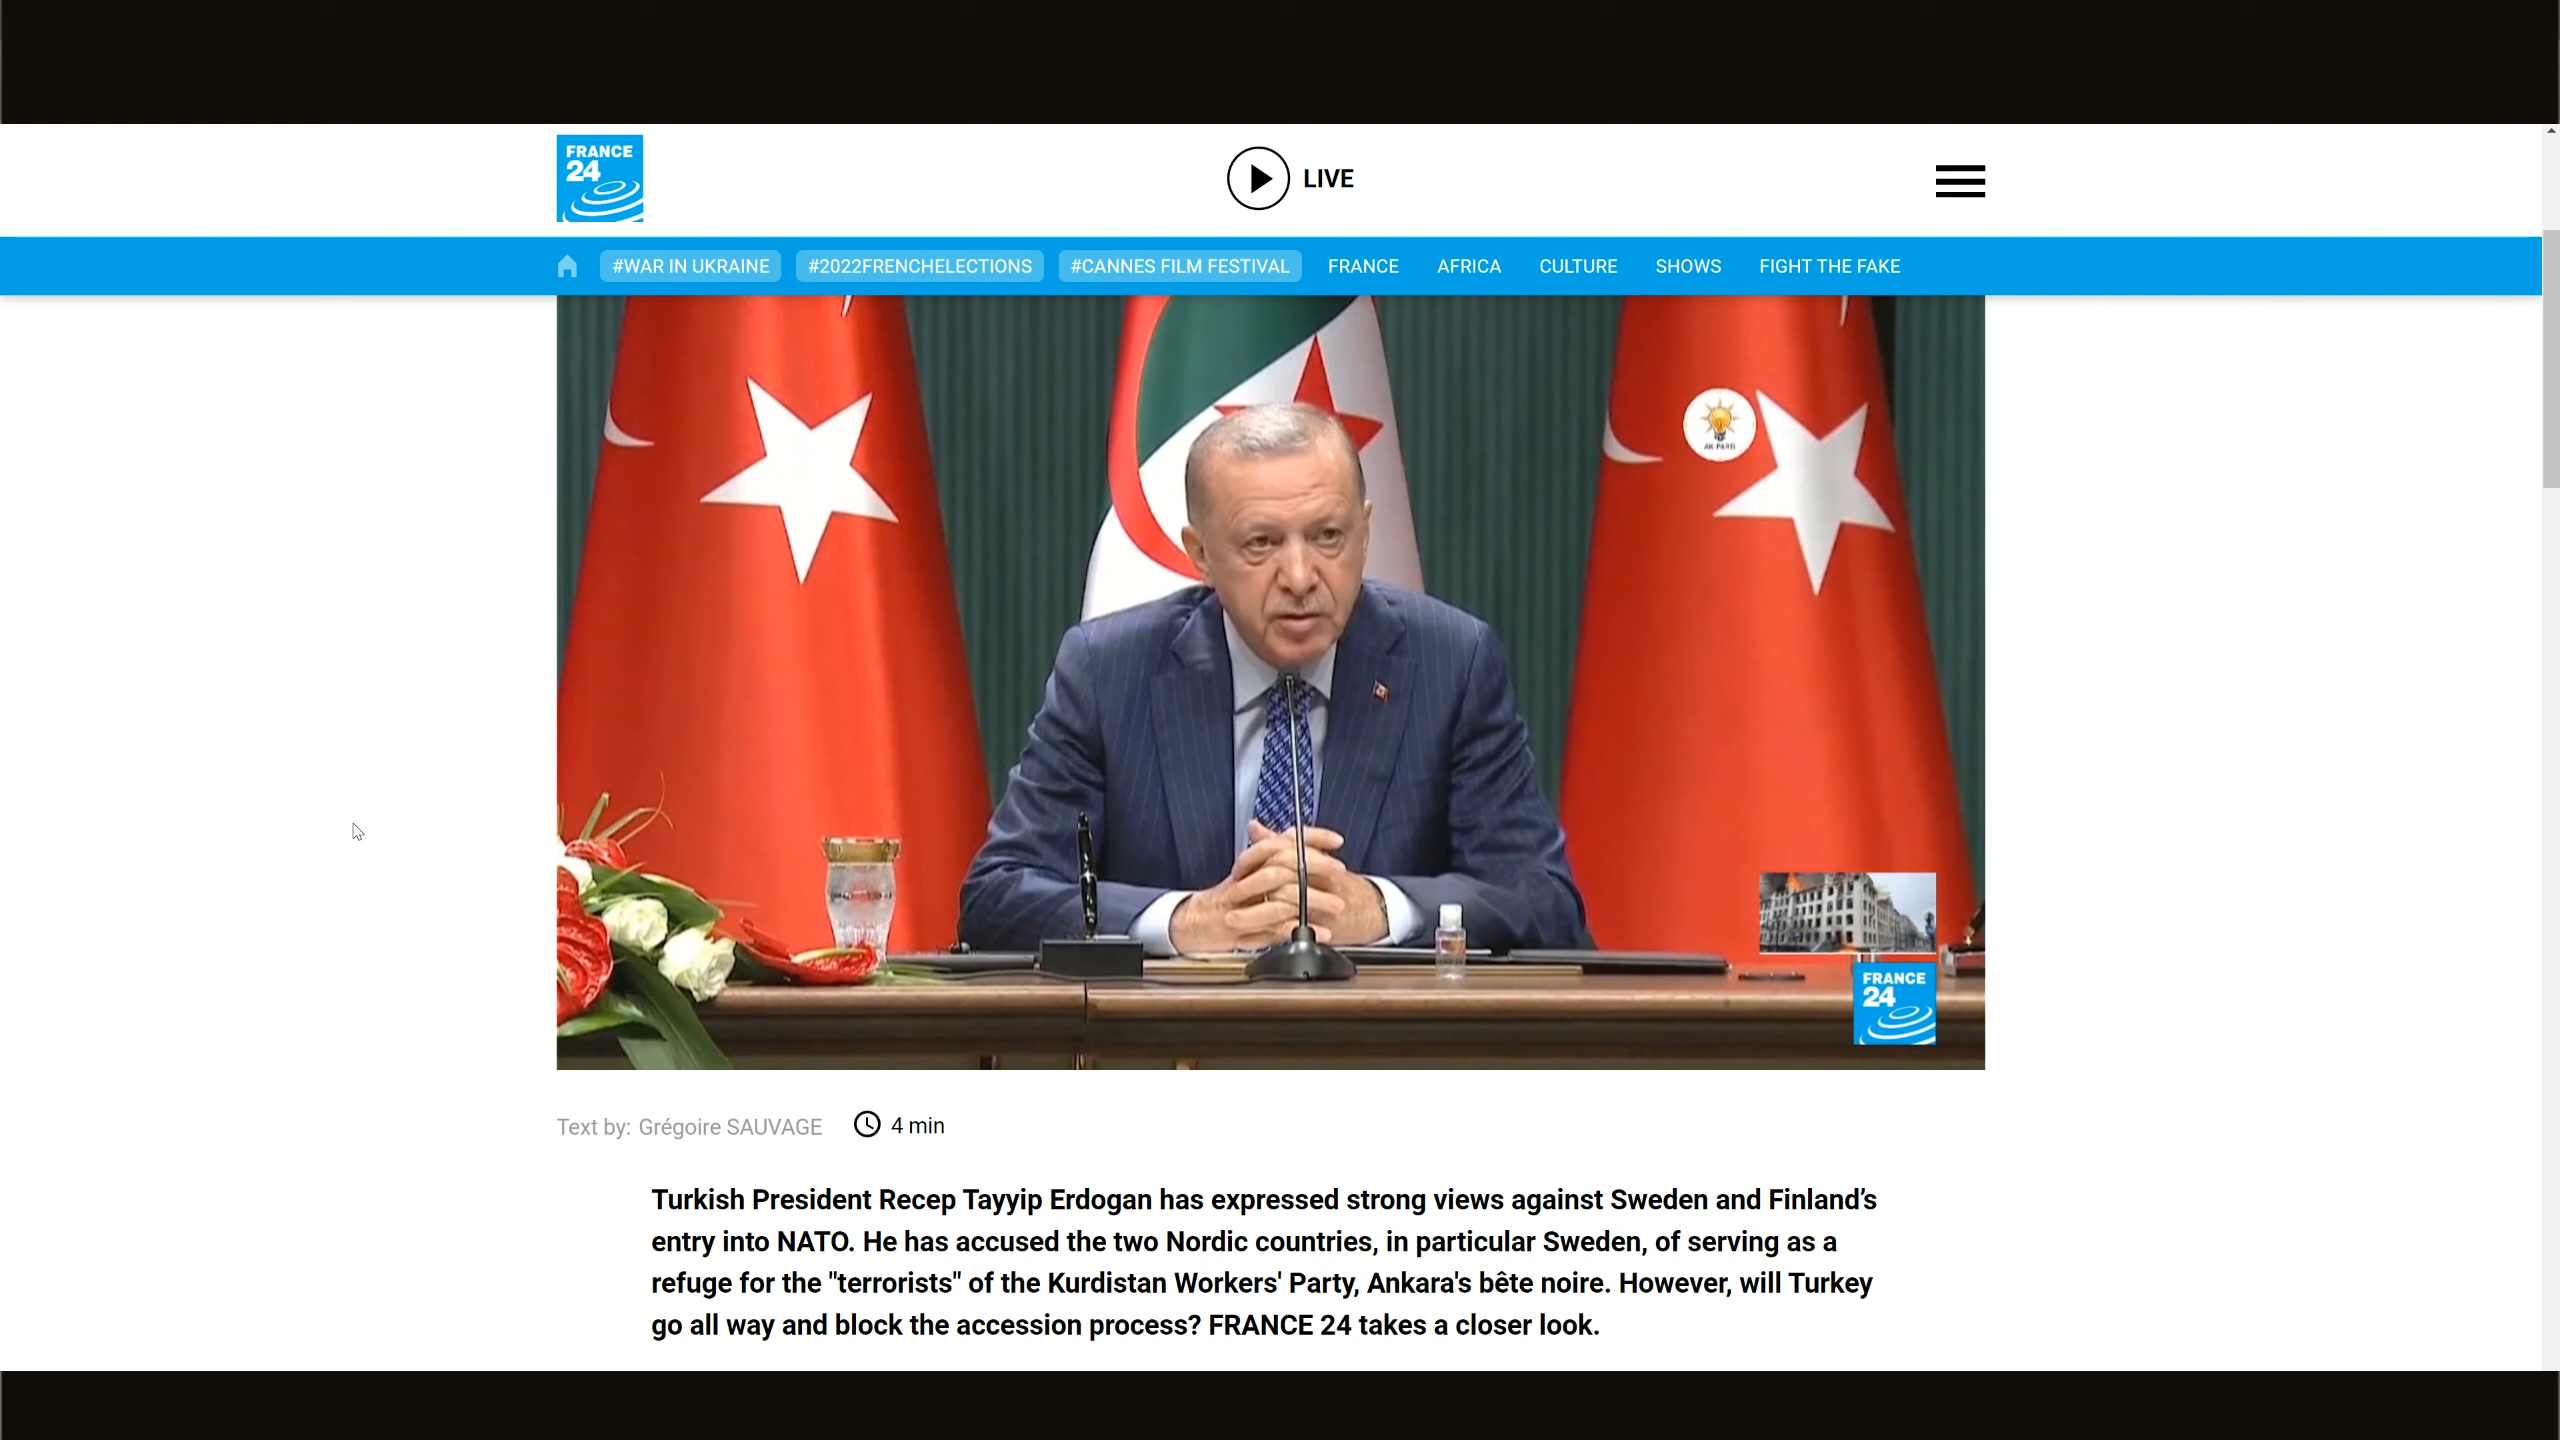 FRANCE
24
LIVE
#WAR IN UKRAINE #2022FRENCHELECTIONS #CANNES FILM FESTIVAL FRANCE AFRICA CULTURE SHOWS FIGHT THE FAKE
AK PARTİ
FRANCE
24
Text by: Grégoire SAUVAGE 4 min
Turkish President Recep Tayyip Erdogan has expressed strong views against Sweden and Finland’s
entry into NATO. He has accused the two Nordic countries, in particular Sweden, of serving as a
refuge for the "terrorists" of the Kurdistan Workers' Party, Ankara's bête noire. However, will Turkey
go all way and block the accession process? FRANCE 24 takes a closer look.